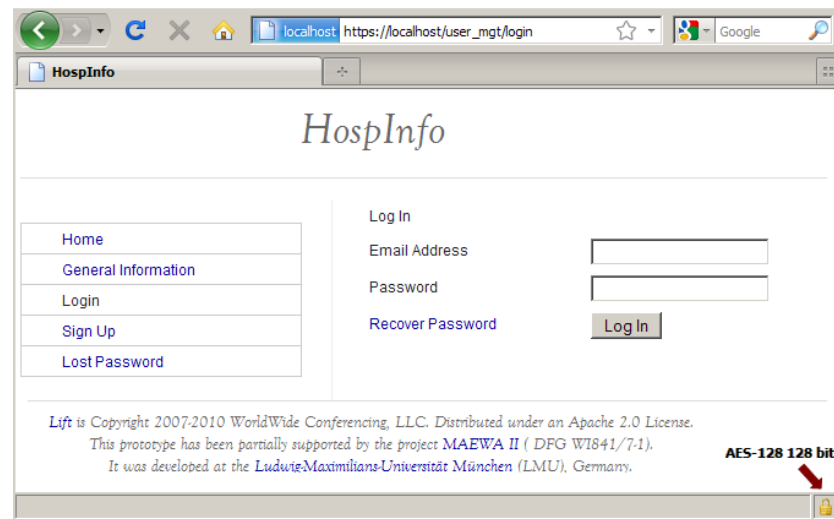 localhost https://localhost/user_mgt/login Google
HospInfo
HospInfo
Home
General Information
Login
Sign Up
Lost Password
Log In
Email Address
Password
Recover Password Log In
Lift is Copyright 2007-2010 WorldWide Conferencing, LLC. Distributed under an Apache 2.0 License.
This prototype has been partially supported by the project MAEWA II ( DFG WI841/7-1).
It was developed at the Ludwig-Maximilians-Universität München (LMU), Germany.
AES-128 128 bit